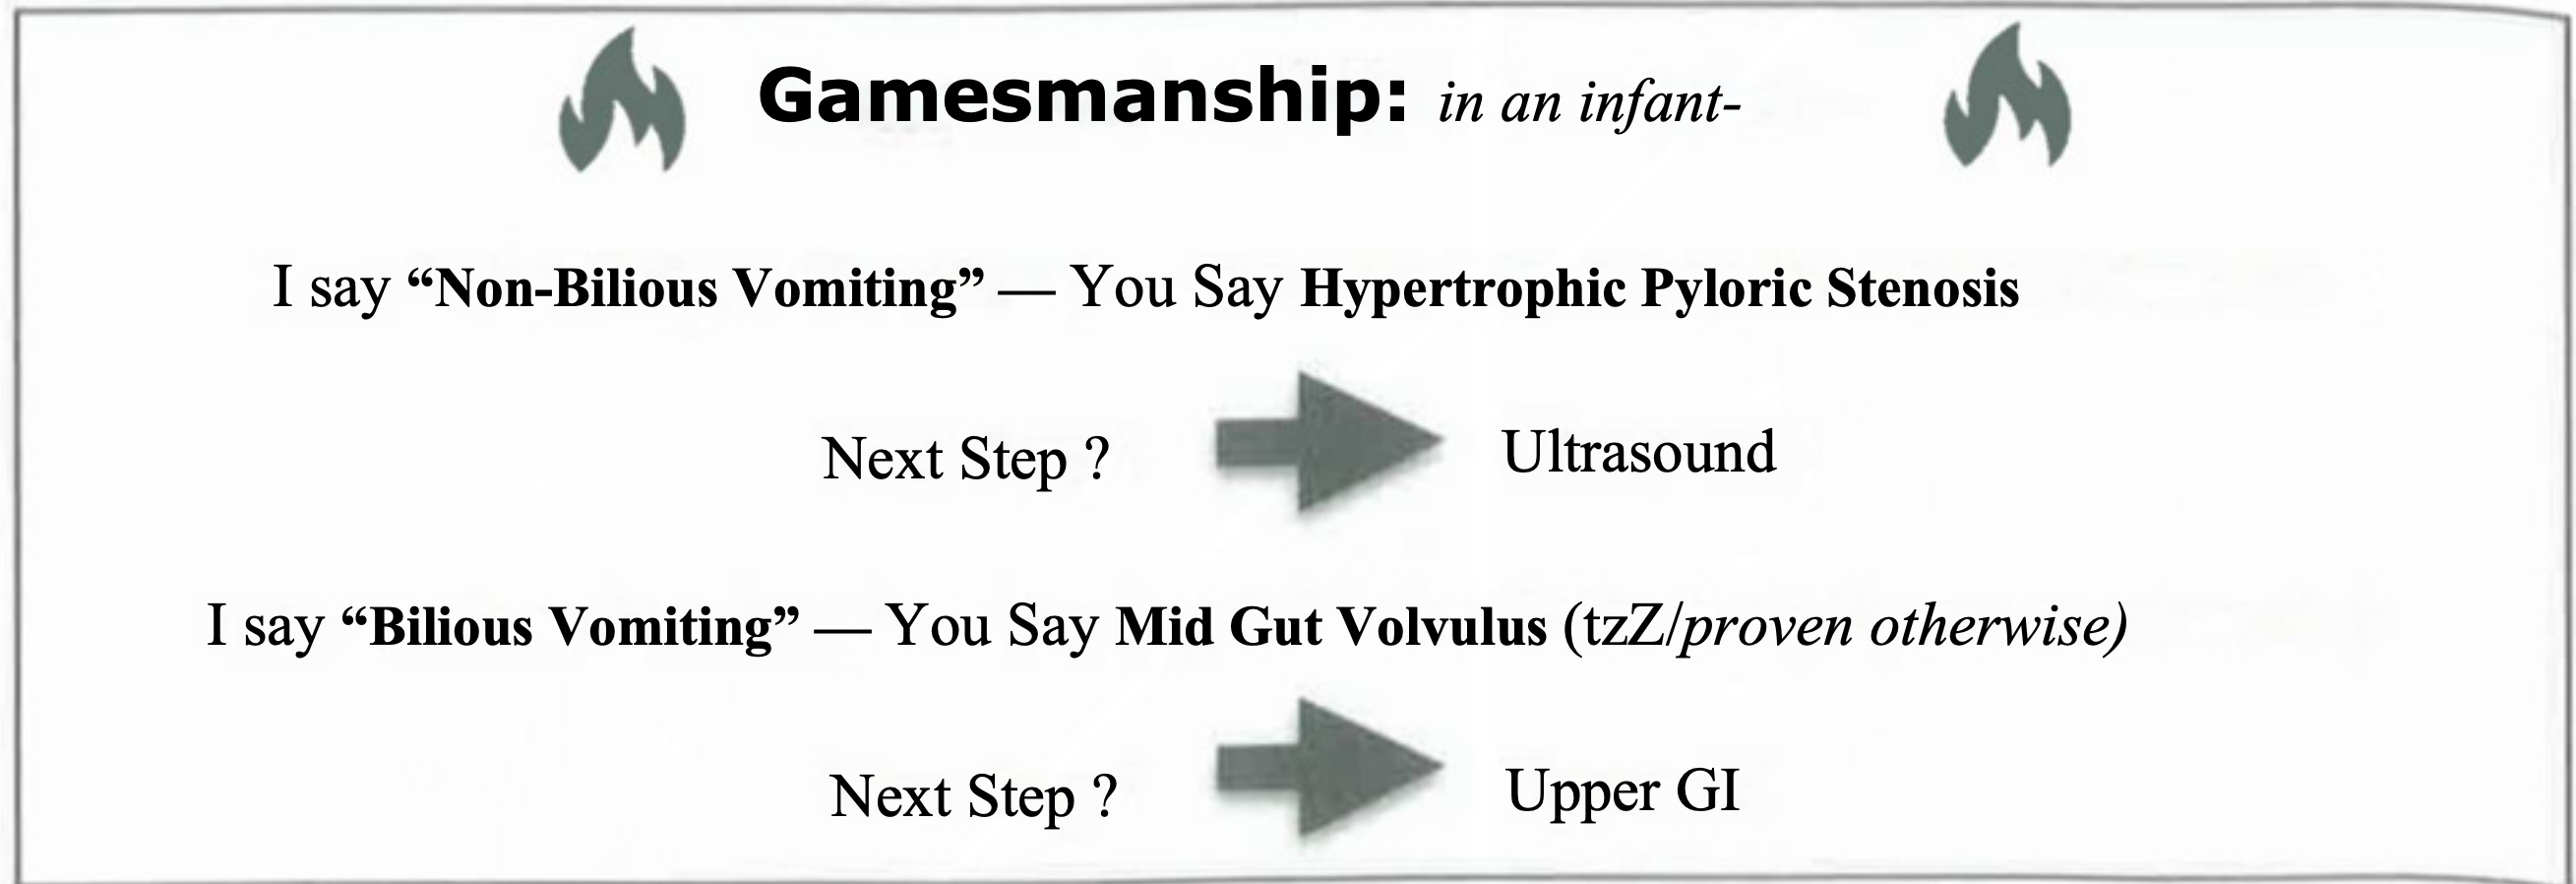 Gamesmanship: in an infant-
I say “Non-Bilious Vomiting” — You Say Hypertrophic Pyloric Stenosis
Next Step ?
Ultrasound
I say “Bilious Vomiting” — You Say Mid Gut Volvulus (tzZ/proven otherwise)
Next Step ?
Upper GI